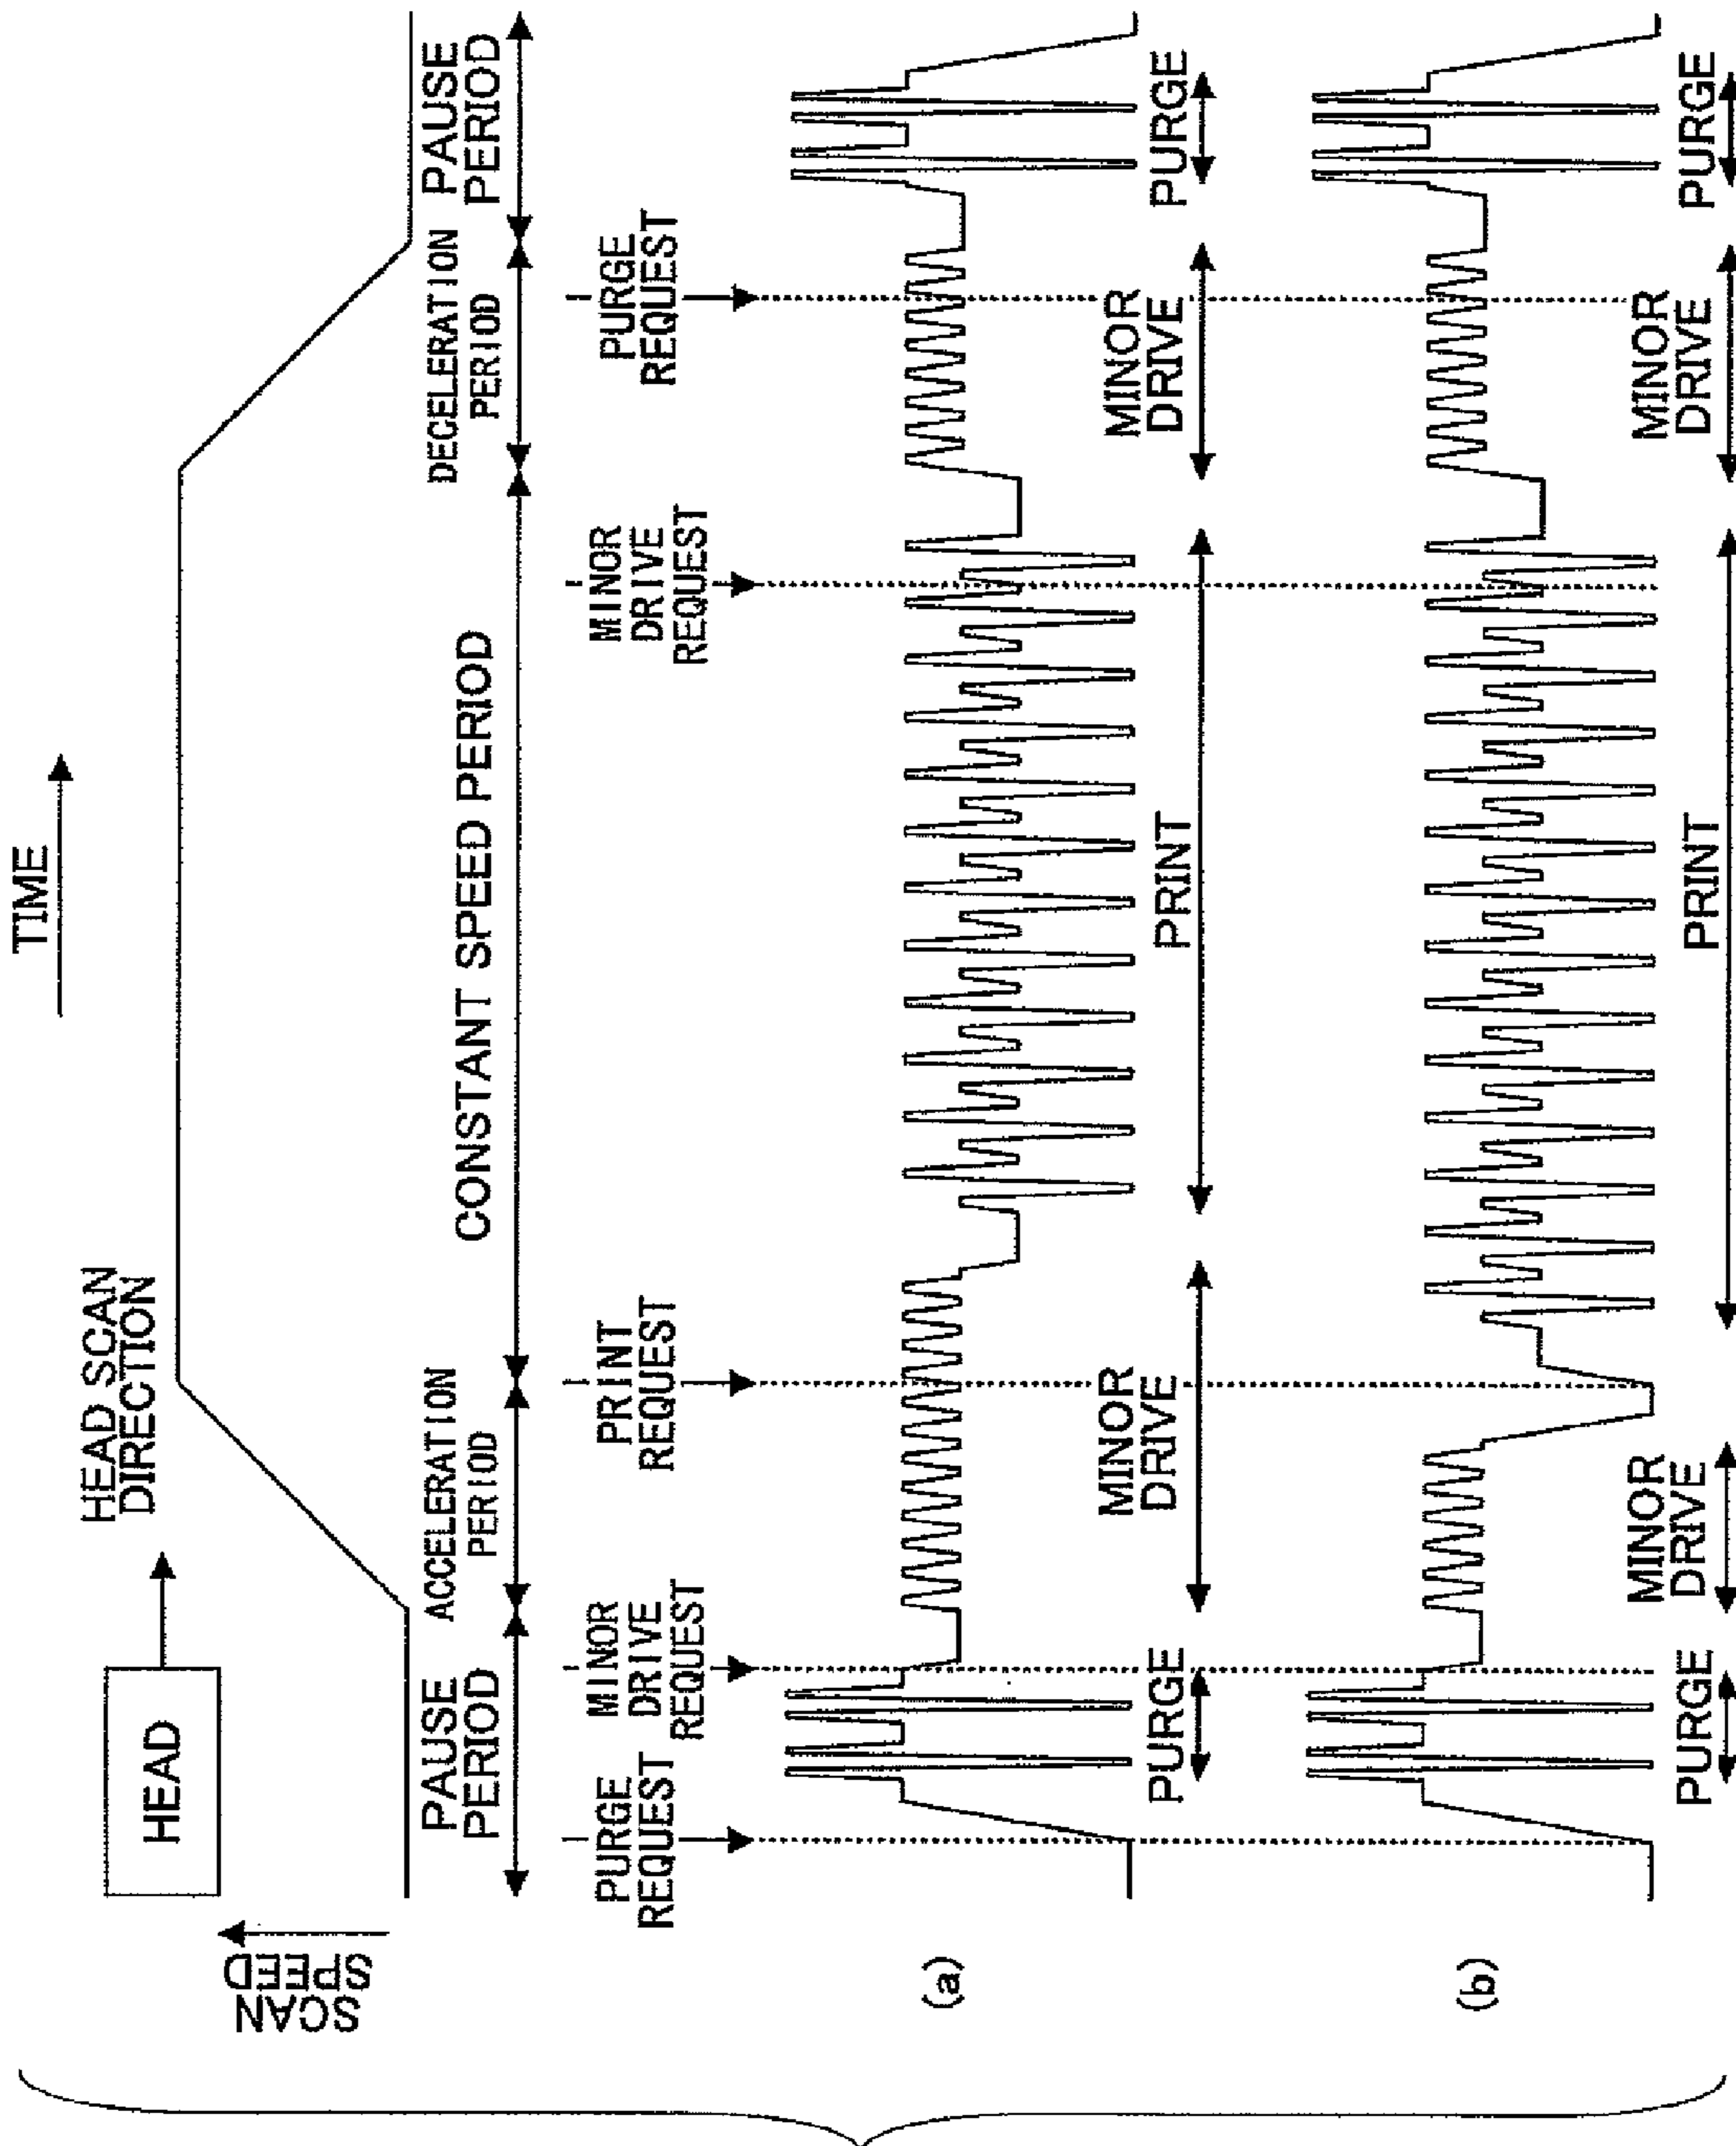 TIME
HEAD SCAN
DIRECTION
HEAD
SCAN
SPEED
PAUSE
PERIOD
ACCELERATION
PERIOD
CONSTANT SPEED PERIOD
DECELERATION
PERIOD
PAUSE
PERIOD
PURGE
REQUEST
MINOR
DRIVE
REQUEST
PRINT
REQUEST
MINOR
DRIVE
REQUEST
PURGE
REQUEST
(a)
PURGE
MINOR
DRIVE
PRINT
MINOR
DRIVE
PURGE
(b)
PURGE
MINOR
DRIVE
PRINT
MINOR
DRIVE
PURGE